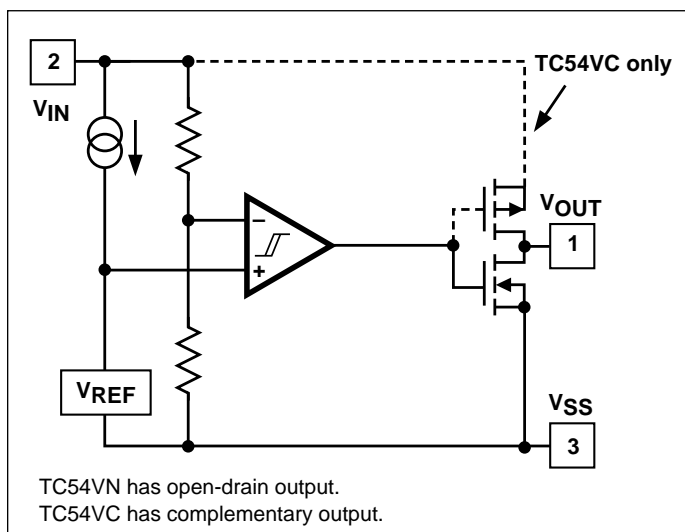 2
TC54VC only
VIN
VOUT
−
1
+
VREF
VSS
3
TC54VN has open-drain output.
TC54VC has complementary output.